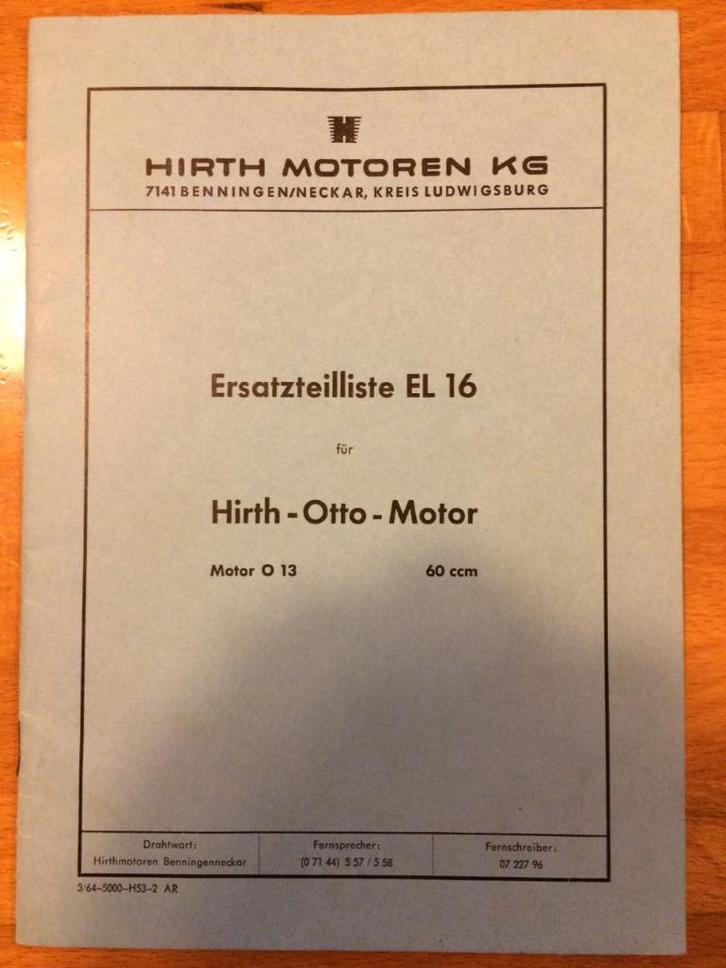 H
HIRTH MOTOREN KG
7141 BENNINGEN/NECKAR, KREIS LUDWIGSBURG
Ersatzteilliste EL 16
für
Hirth-Otto-Motor
Motor O 13 60 ccm
Drahtwort: Fernsprecher: Fernschreiber:
Hirthmotoren Benningenneckar (0 71 44) 5 57 / 5 58 07 227 96
3/64-5000-H53-2 AR